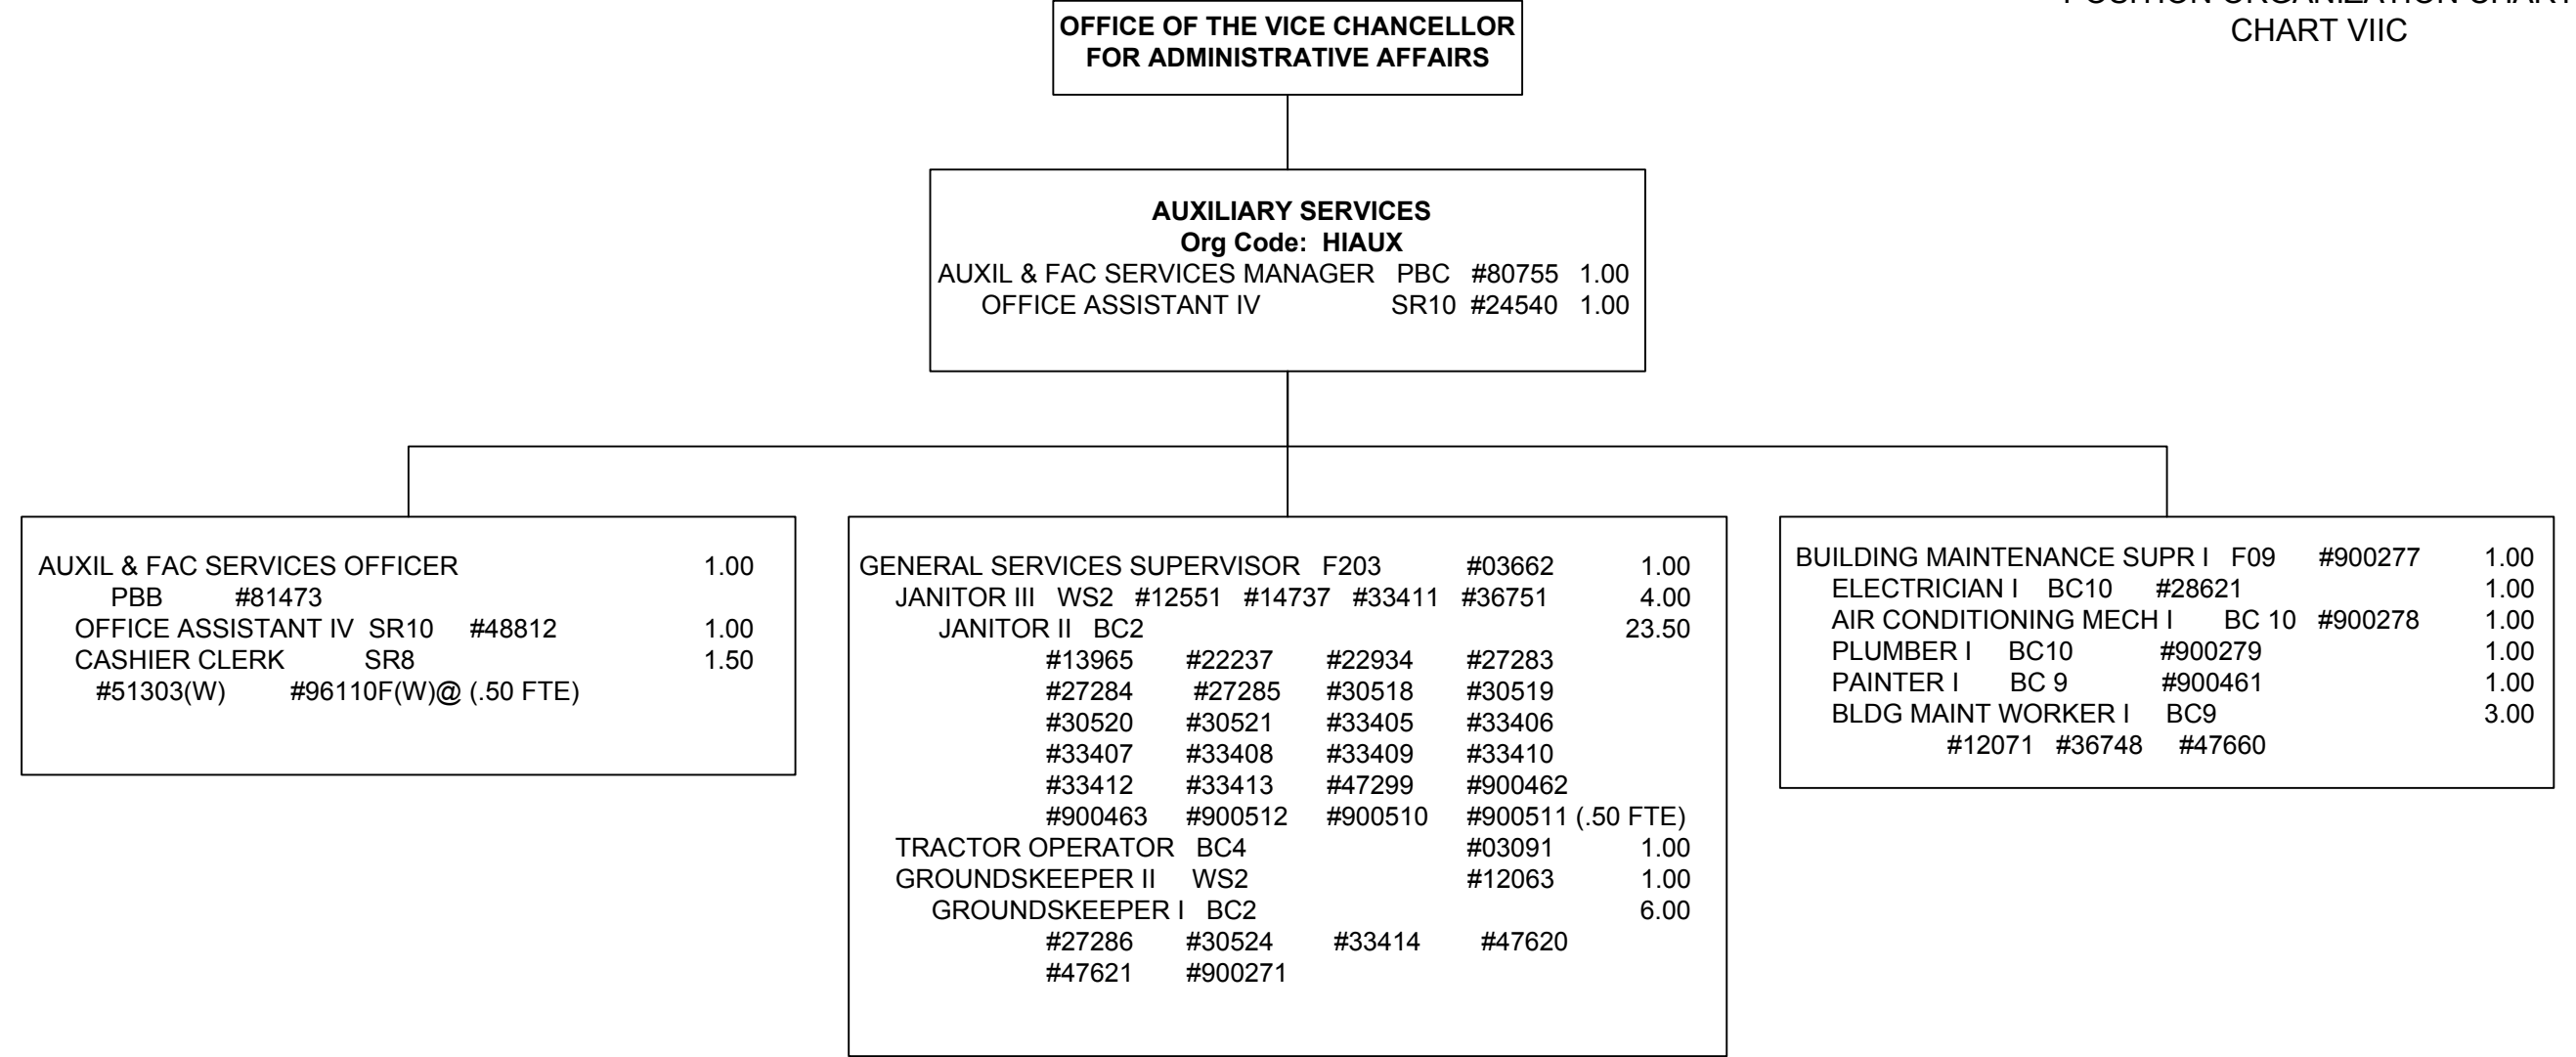 POSITION ORGANIZATION CHART
CHART VIIC
OFFICE OF THE VICE CHANCELLOR
FOR ADMINISTRATIVE AFFAIRS
AUXILIARY SERVICES
Org Code: HIAUX
AUXIL & FAC SERVICES MANAGER PBC #80755 1.00
OFFICE ASSISTANT IV SR10 #24540 1.00
AUXIL & FAC SERVICES OFFICER 1.00
PBB #81473
OFFICE ASSISTANT IV SR10 #48812 1.00
CASHIER CLERK SR8 1.50
#51303(W) #96110F(W)@ (.50 FTE)
GENERAL SERVICES SUPERVISOR F203 #03662 1.00
JANITOR III WS2 #12551 #14737 #33411 #36751 4.00
JANITOR II BC2 23.50
#13965 #22237 #22934 #27283
#27284 #27285 #30518 #30519
#30520 #30521 #33405 #33406
#33407 #33408 #33409 #33410
#33412 #33413 #47299 #900462
#900463 #900512 #900510 #900511 (.50 FTE)
TRACTOR OPERATOR BC4 #03091 1.00
GROUNDSKEEPER II WS2 #12063 1.00
GROUNDSKEEPER I BC2 6.00
#27286 #30524 #33414 #47620
#47621 #900271
BUILDING MAINTENANCE SUPR I F09 #900277 1.00
ELECTRICIAN I BC10 #28621 1.00
AIR CONDITIONING MECH I BC 10 #900278 1.00
PLUMBER I BC10 #900279 1.00
PAINTER I BC 9 #900461 1.00
BLDG MAINT WORKER I BC9 3.00
#12071 #36748 #47660